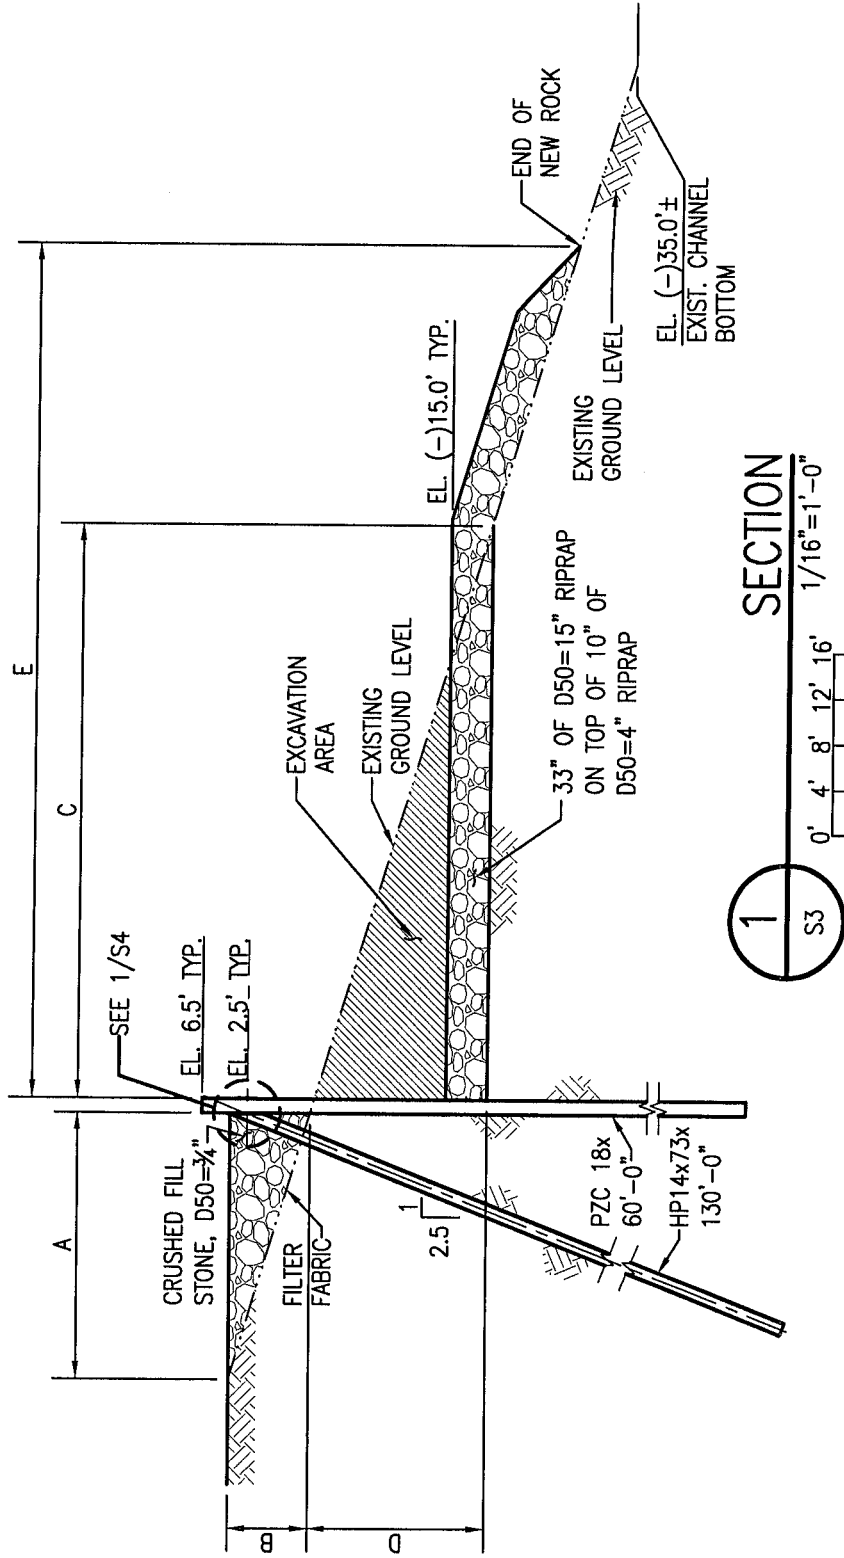 E
C
A
B
D
SEE 1/S4
EL. 6.5' TYP.
EL. 2.5' TYP.
CRUSHED FILL
STONE, D50=¾"
FILTER
FABRIC
EXCAVATION
AREA
EXISTING
GROUND LEVEL
EL. (-)15.0' TYP.
END OF
NEW ROCK
1
2.5
PZC 18x
60'-0"
HP14x73x
130'-0"
33" OF D50=15" RIPRAP
ON TOP OF 10" OF
D50=4" RIPRAP
EXISTING
GROUND LEVEL
EL. (-)35.0'±
EXIST. CHANNEL
BOTTOM
1
S3
SECTION
1/16"=1'-0"
0' 4' 8' 12' 16'